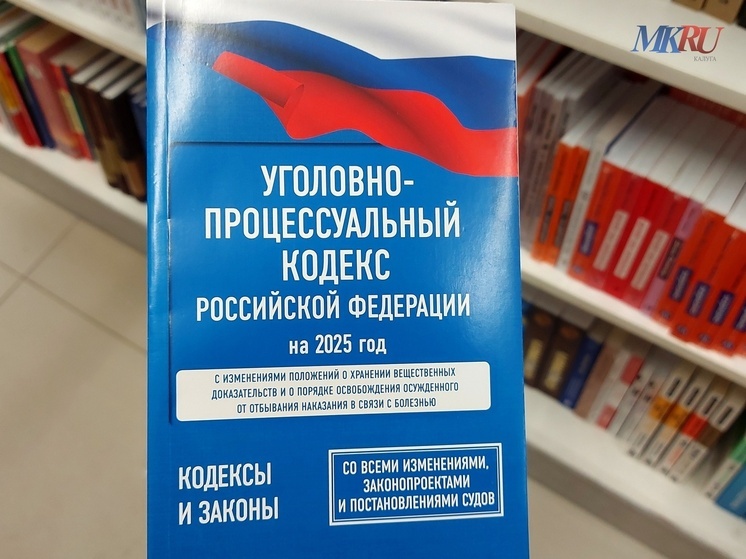 MKRU
КАЛУГА
УГОЛОВНО-
ПРОЦЕССУАЛЬНЫЙ
КОДЕКС
РОССИЙСКОЙ ФЕДЕРАЦИИ
на 2025 год
С ИЗМЕНЕНИЯМИ ПОЛОЖЕНИЙ О ХРАНЕНИИ ВЕЩЕСТВЕННЫХ
ДОКАЗАТЕЛЬСТВ И О ПОРЯДКЕ ОСВОБОЖДЕНИЯ ОСУЖДЕННОГО
ОТ ОТБЫВАНИЯ НАКАЗАНИЯ В СВЯЗИ С БОЛЕЗНЬЮ
КОДЕКСЫ
И ЗАКОНЫ
СО ВСЕМИ ИЗМЕНЕНИЯМИ,
ЗАКОНОПРОЕКТАМИ
И ПОСТАНОВЛЕНИЯМИ СУДОВ